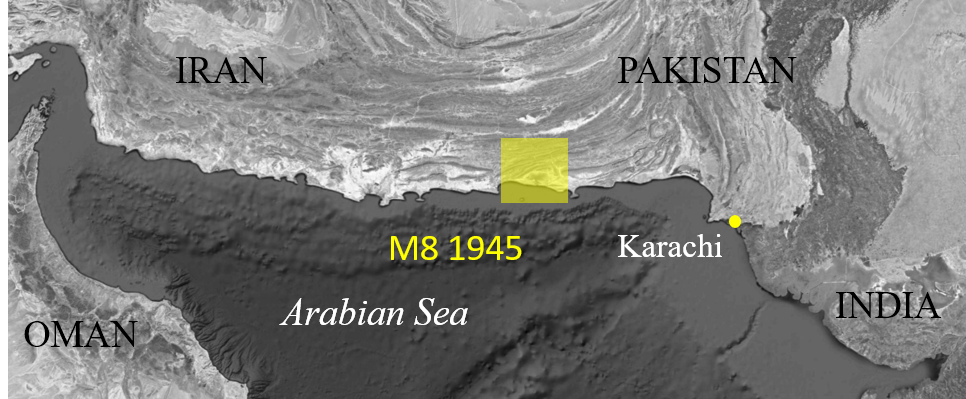 IRAN
PAKISTAN
M8 1945
Karachi
Arabian Sea
INDIA
OMAN